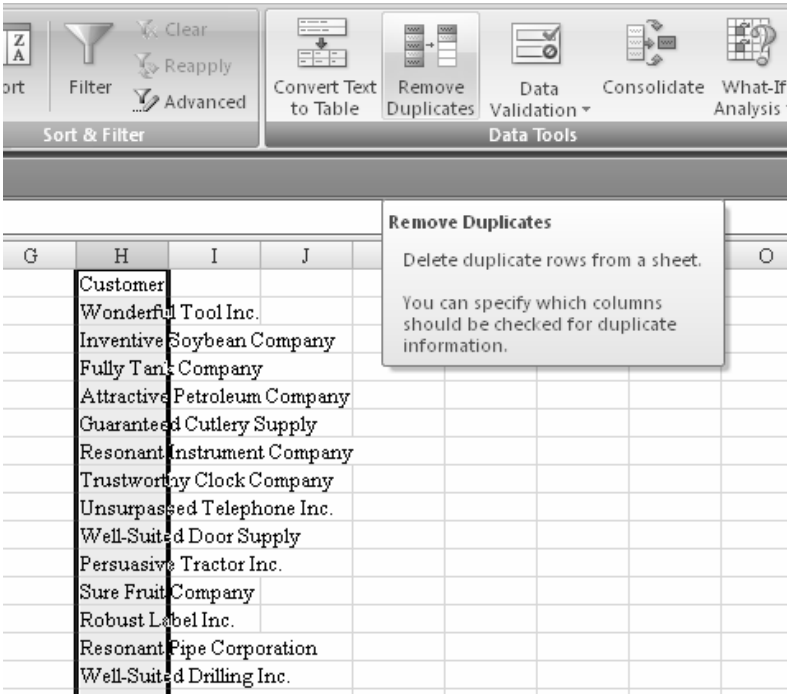 Z
A
ort
Filter
Clear
Reapply
Advanced
Sort & Filter
Convert Text
to Table
Remove
Duplicates
Data
Validation
Consolidate
What-If
Analysis
Data Tools
Remove Duplicates
Delete duplicate rows from a sheet.
You can specify which columns
should be checked for duplicate
information.
G H I J O
Customer
Wonderful Tool Inc.
Inventive Soybean Company
Fully Tank Company
Attractive Petroleum Company
Guaranteed Cutlery Supply
Resonant Instrument Company
Trustworthy Clock Company
Unsurpassed Telephone Inc.
Well-Suited Door Supply
Persuasive Tractor Inc.
Sure Fruit Company
Robust Label Inc.
Resonant Pipe Corporation
Well-Suited Drilling Inc.